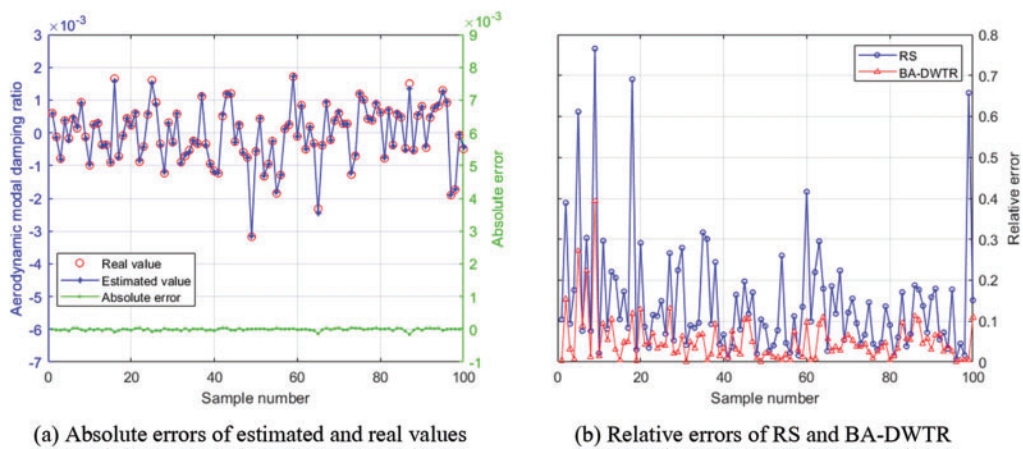 ×10⁻³
×10⁻³
3
2
1
0
-1
-2
-3
-4
-5
-6
-7
9
8
7
6
5
4
3
2
1
0
-1
Aerodynamic modal damping ratio
Absolute error
Real value
Estimated value
Absolute error
0 20 40 60 80 100
Sample number
(a) Absolute errors of estimated and real values
RS
BA-DWTR
0.8
0.7
0.6
0.5
0.4
0.3
0.2
0.1
0
Relative error
0 20 40 60 80 100
Sample number
(b) Relative errors of RS and BA-DWTR